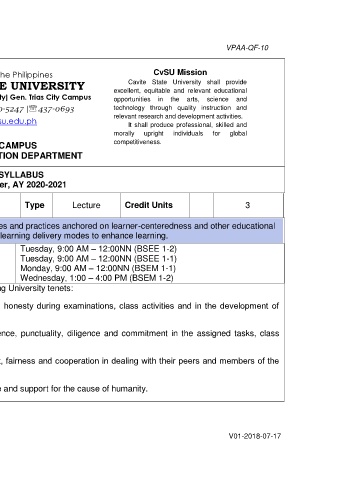 VPAA-QF-10
he Philippines
E UNIVERSITY
ty| Gen. Trias City Campus
0-5247 |☏437-0693
su.edu.ph
CvSU Mission
Cavite State University shall provide
excellent, equitable and relevant educational
opportunities in the arts, science and
technology through quality instruction and
relevant research and development activities.
It shall produce professional, skilled and
morally upright individuals for global
competitiveness.
CAMPUS
TION DEPARTMENT
SYLLABUS
er, AY 2020-2021
Type Lecture Credit Units 3
es and practices anchored on learner-centeredness and other educational
learning delivery modes to enhance learning.
Tuesday, 9:00 AM – 12:00NN (BSEE 1-2)
Tuesday, 9:00 AM – 12:00NN (BSEE 1-1)
Monday, 9:00 AM – 12:00NN (BSEM 1-1)
Wednesday, 1:00 – 4:00 PM (BSEM 1-2)
ng University tenets:
honesty during examinations, class activities and in the development of
ence, punctuality, diligence and commitment in the assigned tasks, class
, fairness and cooperation in dealing with their peers and members of the
e and support for the cause of humanity.
V01-2018-07-17